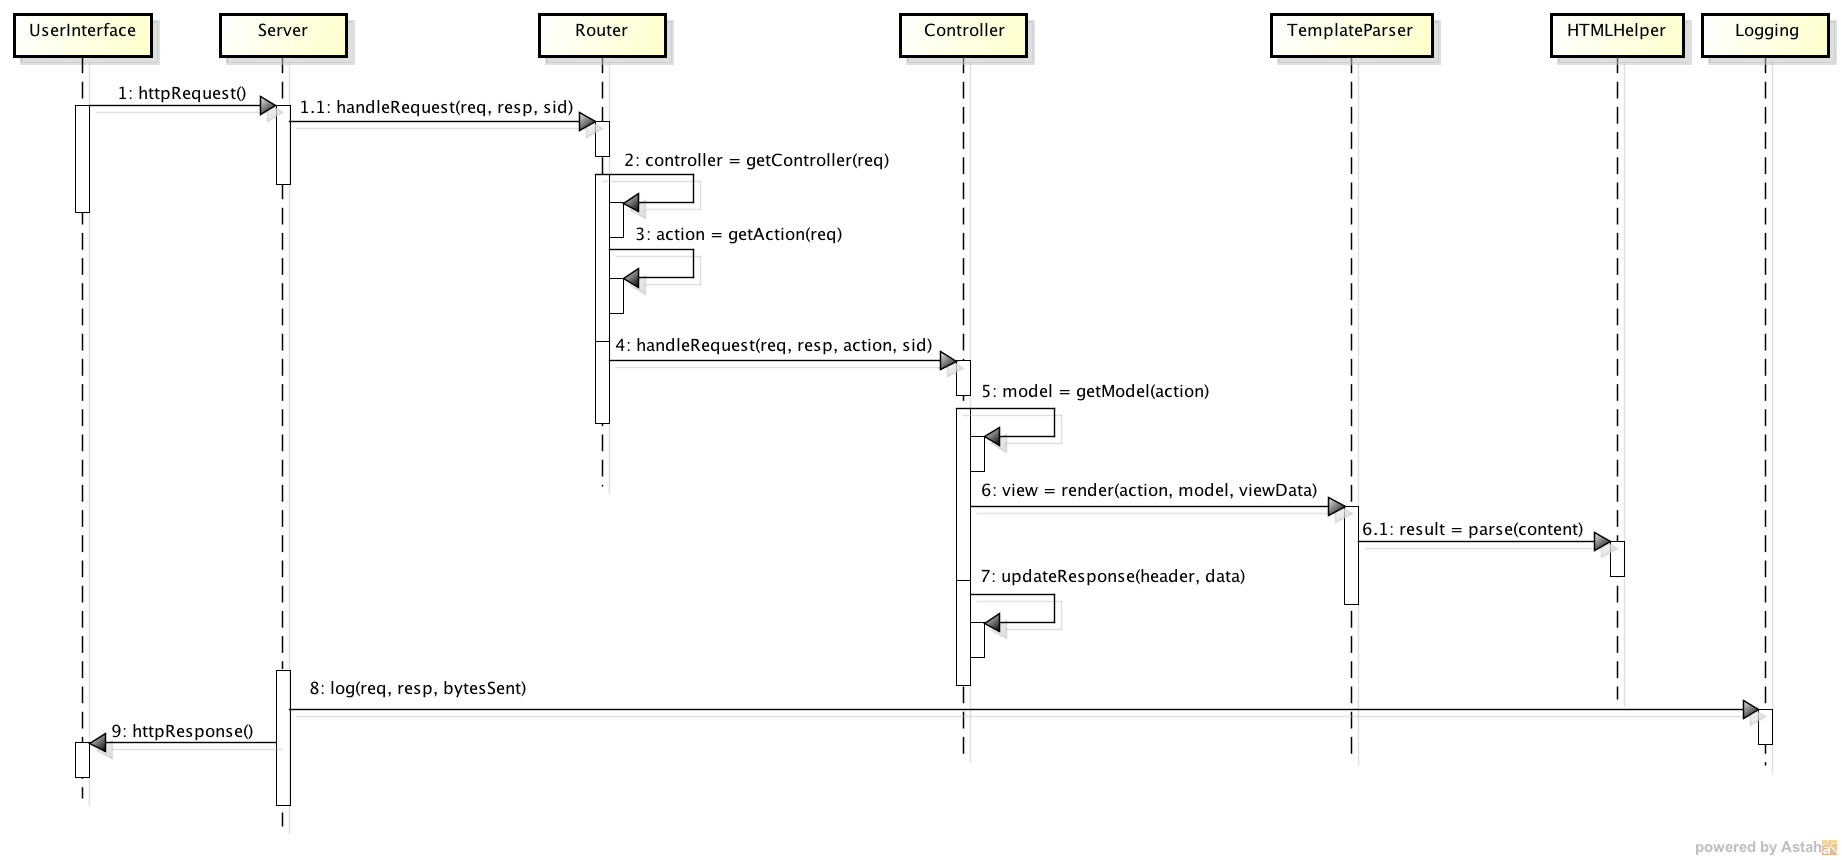 UserInterface
Server
Router
Controller
TemplateParser
HTMLHelper
Logging
1: httpRequest()
1.1: handleRequest(req, resp, sid)
2: controller = getController(req)
3: action = getAction(req)
4: handleRequest(req, resp, action, sid)
5: model = getModel(action)
6: view = render(action, model, viewData)
6.1: result = parse(content)
7: updateResponse(header, data)
8: log(req, resp, bytesSent)
9: httpResponse()
powered by Astah